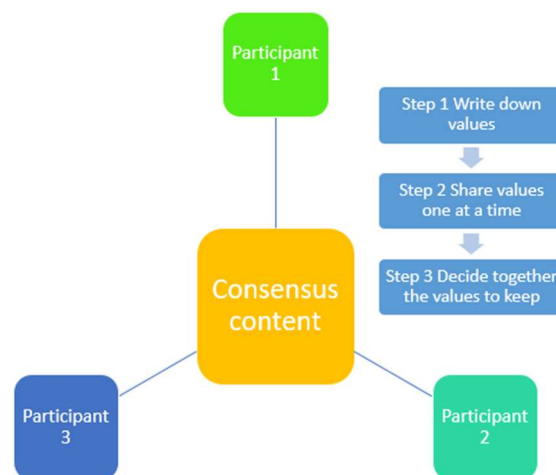 Participant
1
Step 1 Write down
values
Step 2 Share values
one at a time
Step 3 Decide together
the values to keep
Consensus
content
Participant
3
Participant
2